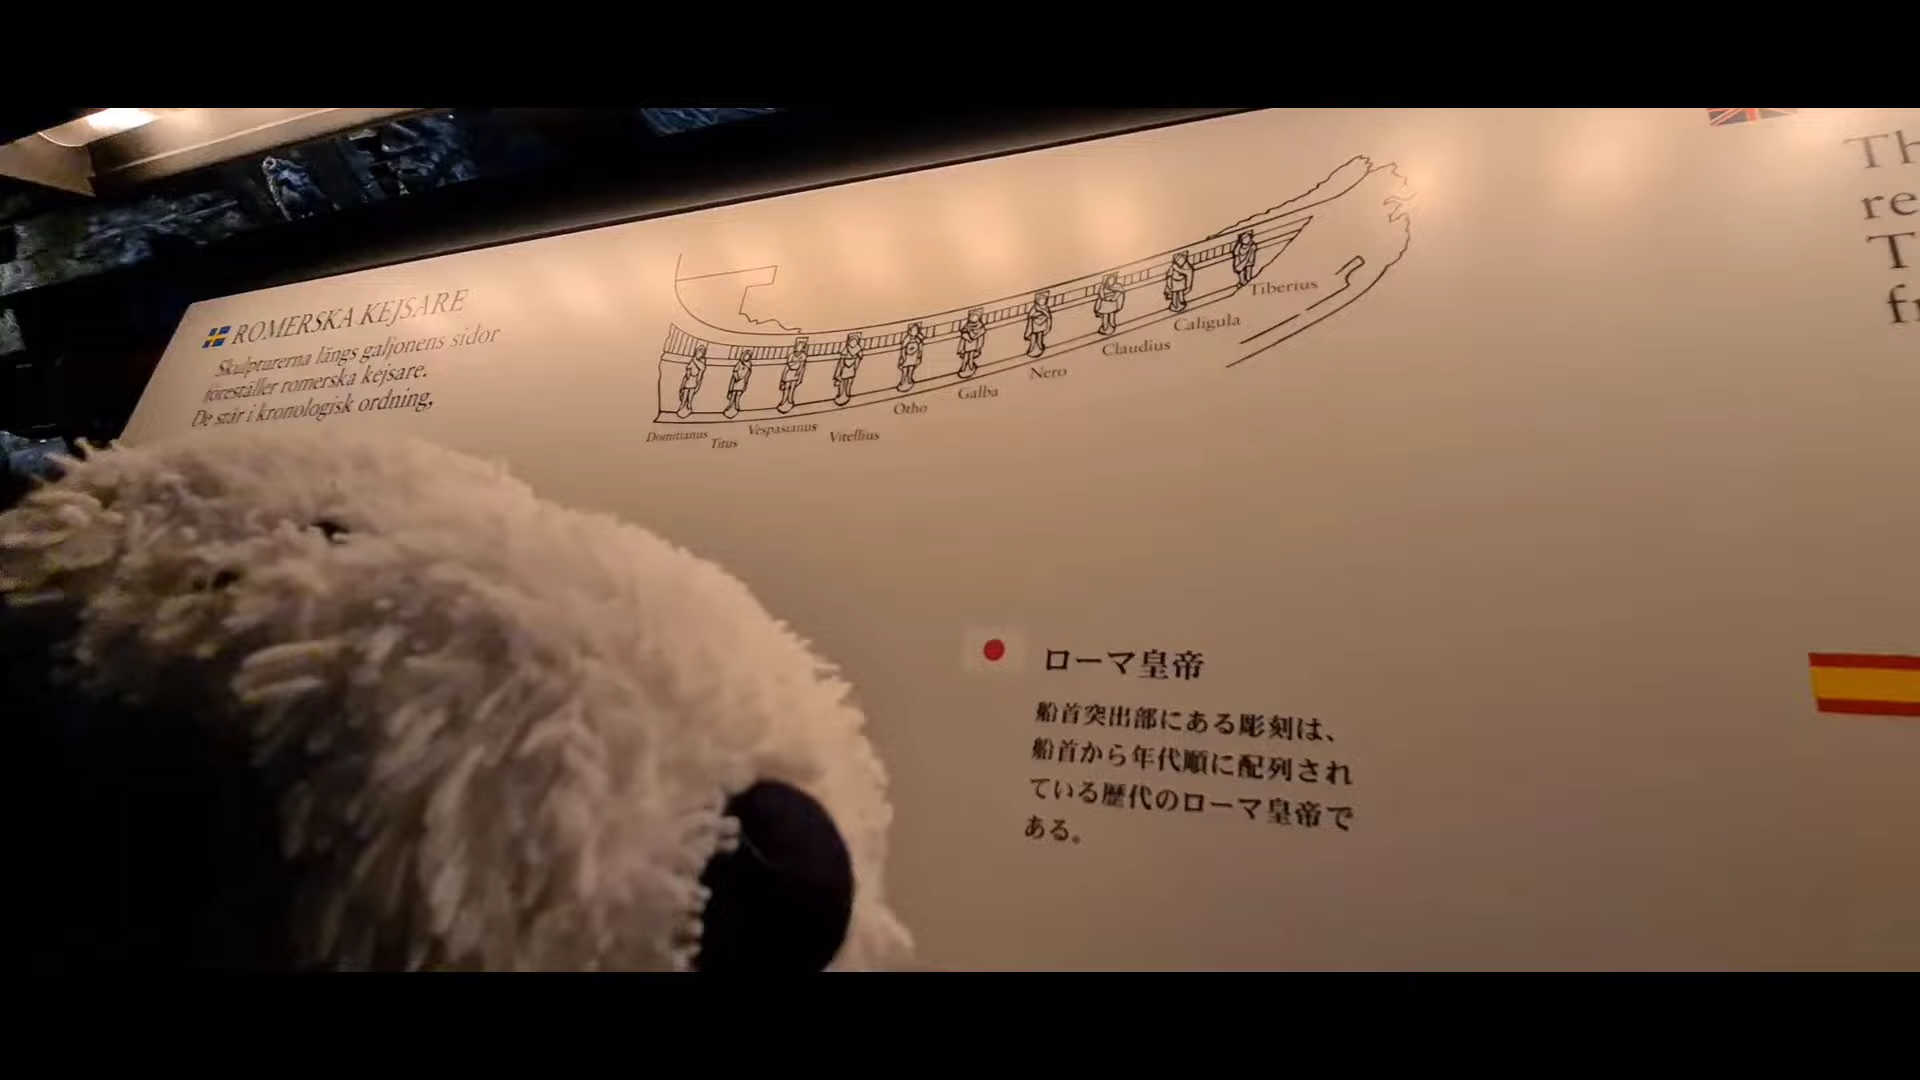 ROMERSKA KEJSARE
Skulpturerna längs galjonens sidor
föreställer romerska kejsare.
De står i kronologisk ordning,
Domitianus
Titus
Vespasianus
Vitellius
Otho
Galba
Nero
Claudius
Caligula
Tiberius
ローマ皇帝
船首突出部にある彫刻は、
船首から年代順に配列され
ている歴代のローマ皇帝で
ある。